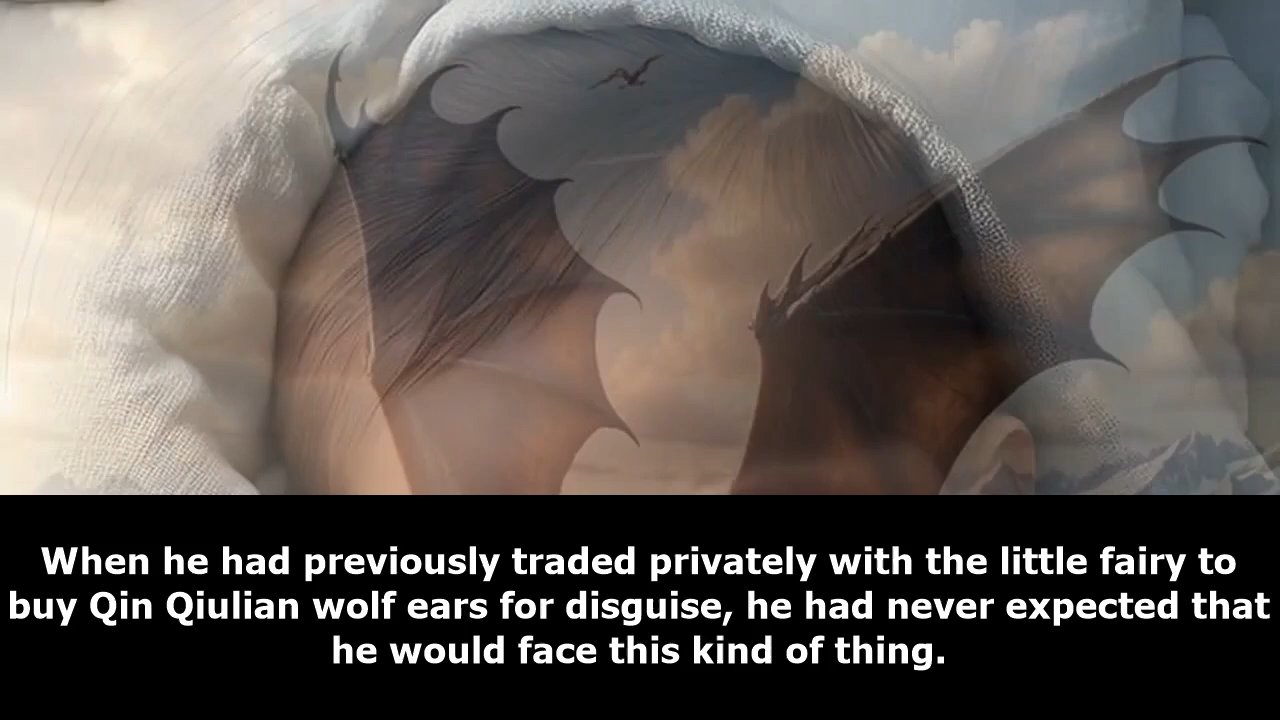 When he had previously traded privately with the little fairy to
buy Qin Qiulian wolf ears for disguise, he had never expected that
he would face this kind of thing.